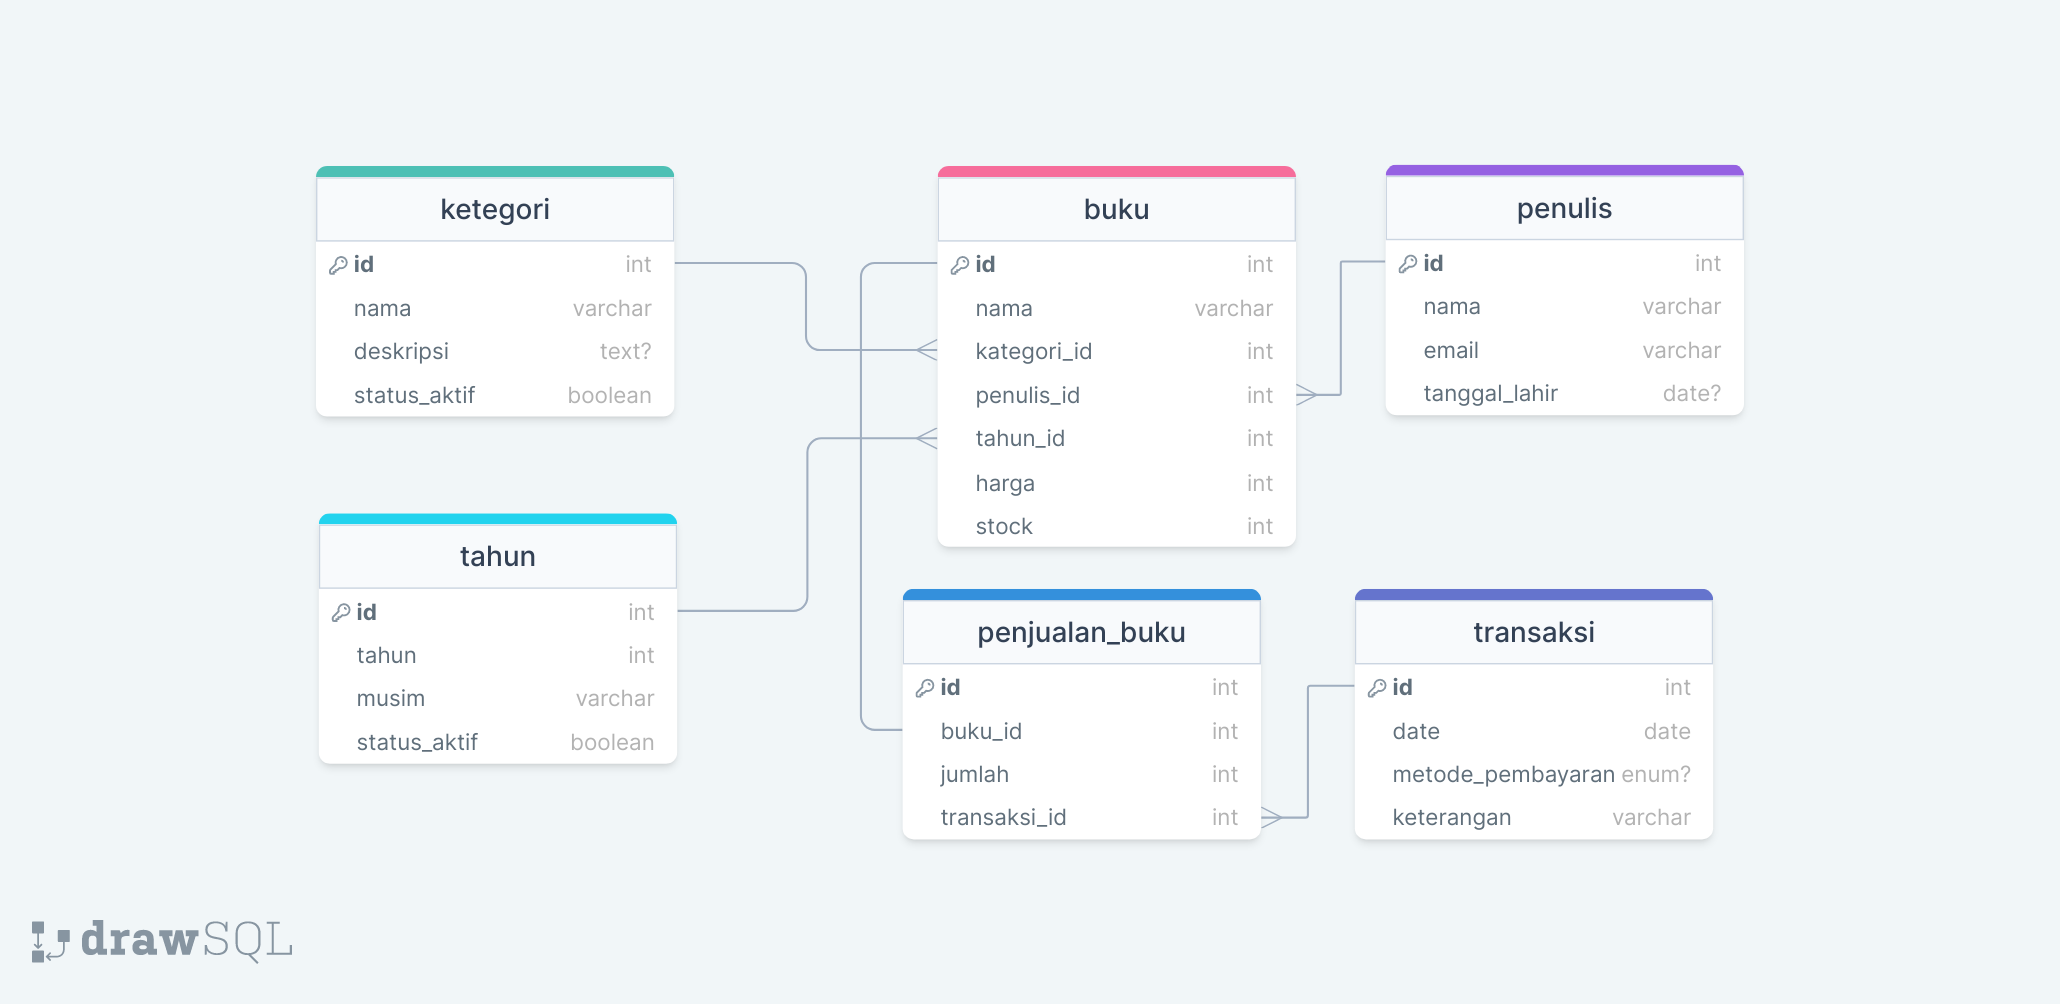 ketegori
id int
nama varchar
deskripsi text?
status_aktif boolean
buku
id int
nama varchar
kategori_id int
penulis_id int
tahun_id int
harga int
stock int
penulis
id int
nama varchar
email varchar
tanggal_lahir date?
tahun
id int
tahun int
musim varchar
status_aktif boolean
penjualan_buku
id int
buku_id int
jumlah int
transaksi_id int
transaksi
id int
date date
metode_pembayaran enum?
keterangan varchar
drawSQL